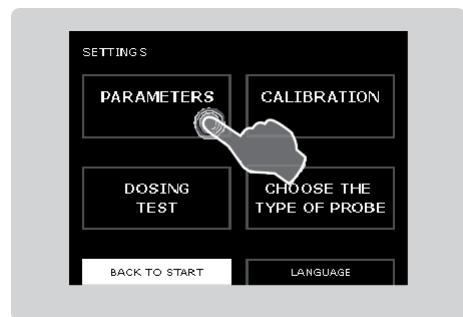 SETTINGS
PARAMETERS
CALIBRATION
DOSING
TEST
CHOOSE THE
TYPE OF PROBE
BACK TO START
LANGUAGE